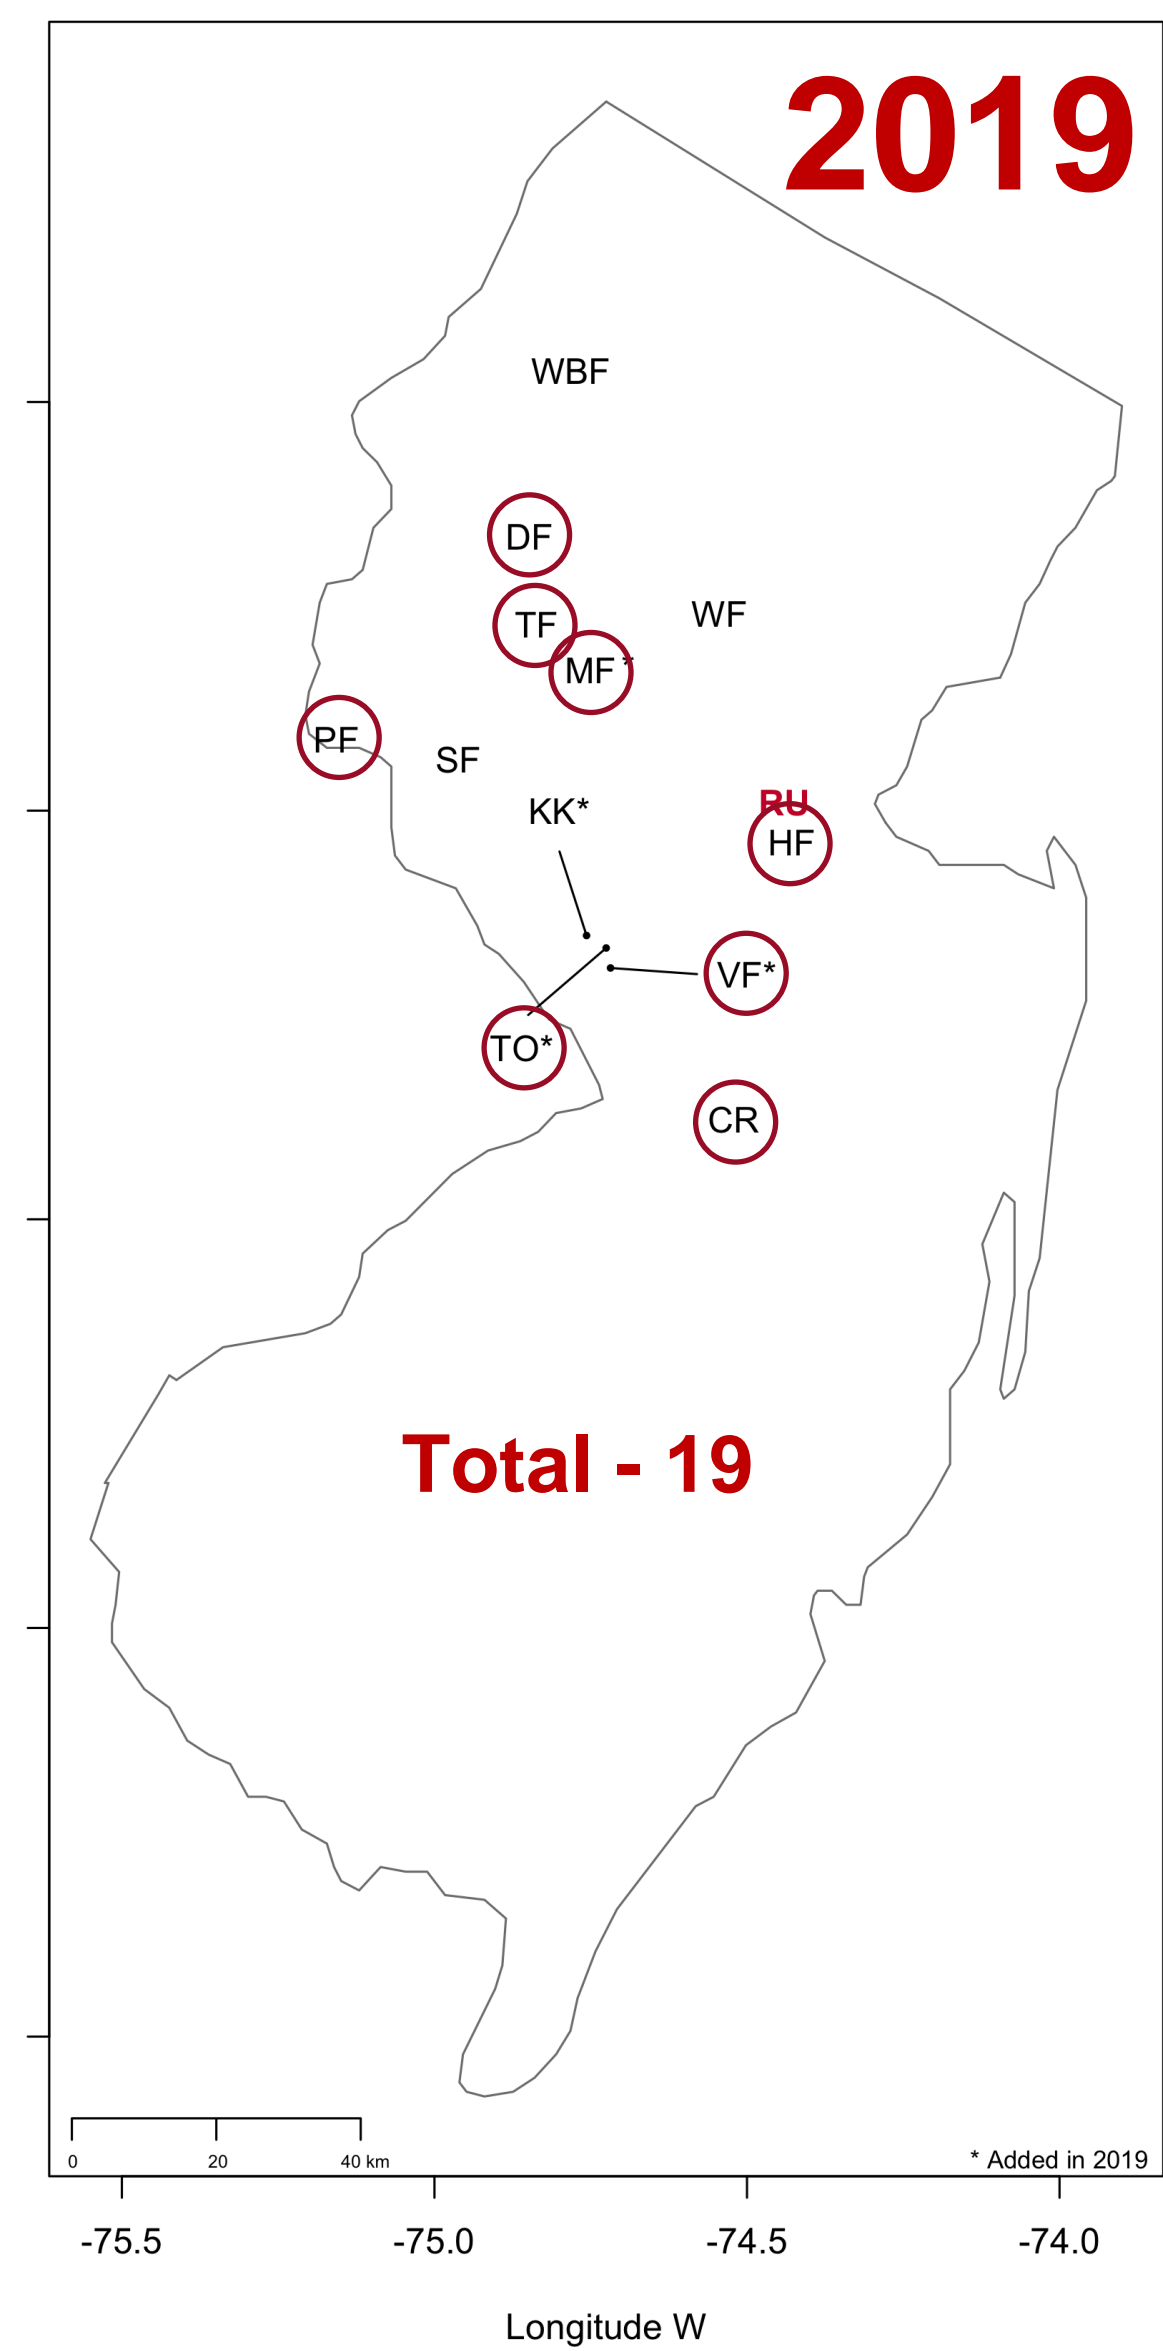 2019
WBF
DF
TF
WF
MF*
PF
SF
KK*
RU
HF
VF*
TO*
CR
Total - 19
0 20 40 km
* Added in 2019
-75.5 -75.0 -74.5 -74.0
Longitude W